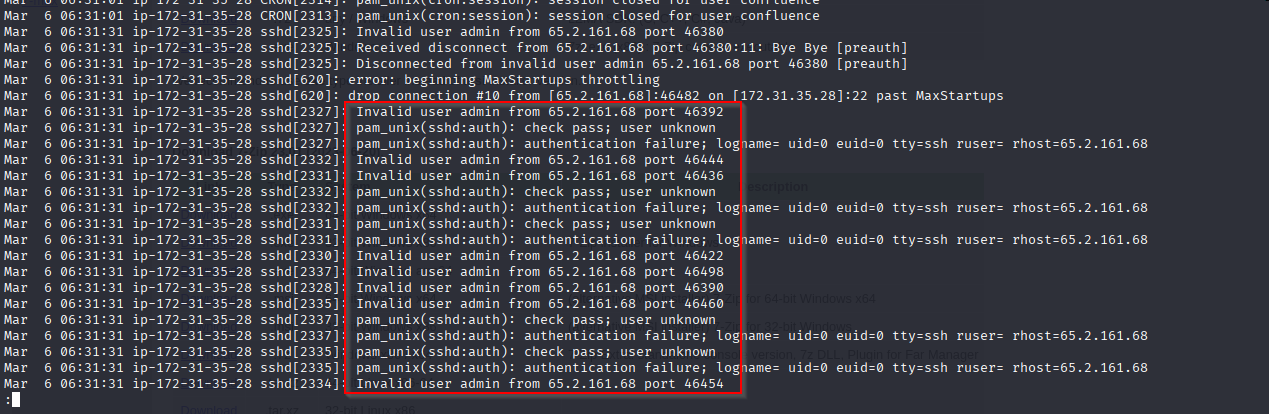 Mar  6 06:31:01 ip-172-31-35-28 CRON[2314]: pam_unix(cron:session): session closed for user confluence
Mar  6 06:31:01 ip-172-31-35-28 CRON[2313]: pam_unix(cron:session): session closed for user confluence
Mar  6 06:31:31 ip-172-31-35-28 sshd[2325]: Invalid user admin from 65.2.161.68 port 46380
Mar  6 06:31:31 ip-172-31-35-28 sshd[2325]: Received disconnect from 65.2.161.68 port 46380:11: Bye Bye [preauth]
Mar  6 06:31:31 ip-172-31-35-28 sshd[2325]: Disconnected from invalid user admin 65.2.161.68 port 46380 [preauth]
Mar  6 06:31:31 ip-172-31-35-28 sshd[620]: error: beginning MaxStartups throttling
Mar  6 06:31:31 ip-172-31-35-28 sshd[620]: drop connection #10 from [65.2.161.68]:46482 on [172.31.35.28]:22 past MaxStartups
Mar  6 06:31:31 ip-172-31-35-28 sshd[2327]: Invalid user admin from 65.2.161.68 port 46392
Mar  6 06:31:31 ip-172-31-35-28 sshd[2327]: pam_unix(sshd:auth): check pass; user unknown
Mar  6 06:31:31 ip-172-31-35-28 sshd[2327]: pam_unix(sshd:auth): authentication failure; logname= uid=0 euid=0 tty=ssh ruser= rhost=65.2.161.68
Mar  6 06:31:31 ip-172-31-35-28 sshd[2332]: Invalid user admin from 65.2.161.68 port 46444
Mar  6 06:31:31 ip-172-31-35-28 sshd[2331]: Invalid user admin from 65.2.161.68 port 46436
Mar  6 06:31:31 ip-172-31-35-28 sshd[2332]: pam_unix(sshd:auth): check pass; user unknown
Mar  6 06:31:31 ip-172-31-35-28 sshd[2332]: pam_unix(sshd:auth): authentication failure; logname= uid=0 euid=0 tty=ssh ruser= rhost=65.2.161.68
Mar  6 06:31:31 ip-172-31-35-28 sshd[2331]: pam_unix(sshd:auth): check pass; user unknown
Mar  6 06:31:31 ip-172-31-35-28 sshd[2331]: pam_unix(sshd:auth): authentication failure; logname= uid=0 euid=0 tty=ssh ruser= rhost=65.2.161.68
Mar  6 06:31:31 ip-172-31-35-28 sshd[2330]: Invalid user admin from 65.2.161.68 port 46422
Mar  6 06:31:31 ip-172-31-35-28 sshd[2337]: Invalid user admin from 65.2.161.68 port 46498
Mar  6 06:31:31 ip-172-31-35-28 sshd[2328]: Invalid user admin from 65.2.161.68 port 46390
Mar  6 06:31:31 ip-172-31-35-28 sshd[2335]: Invalid user admin from 65.2.161.68 port 46460
Mar  6 06:31:31 ip-172-31-35-28 sshd[2337]: pam_unix(sshd:auth): check pass; user unknown
Mar  6 06:31:31 ip-172-31-35-28 sshd[2337]: pam_unix(sshd:auth): authentication failure; logname= uid=0 euid=0 tty=ssh ruser= rhost=65.2.161.68
Mar  6 06:31:31 ip-172-31-35-28 sshd[2335]: pam_unix(sshd:auth): check pass; user unknown
Mar  6 06:31:31 ip-172-31-35-28 sshd[2335]: pam_unix(sshd:auth): authentication failure; logname= uid=0 euid=0 tty=ssh ruser= rhost=65.2.161.68
Mar  6 06:31:31 ip-172-31-35-28 sshd[2334]: Invalid user admin from 65.2.161.68 port 46454
: